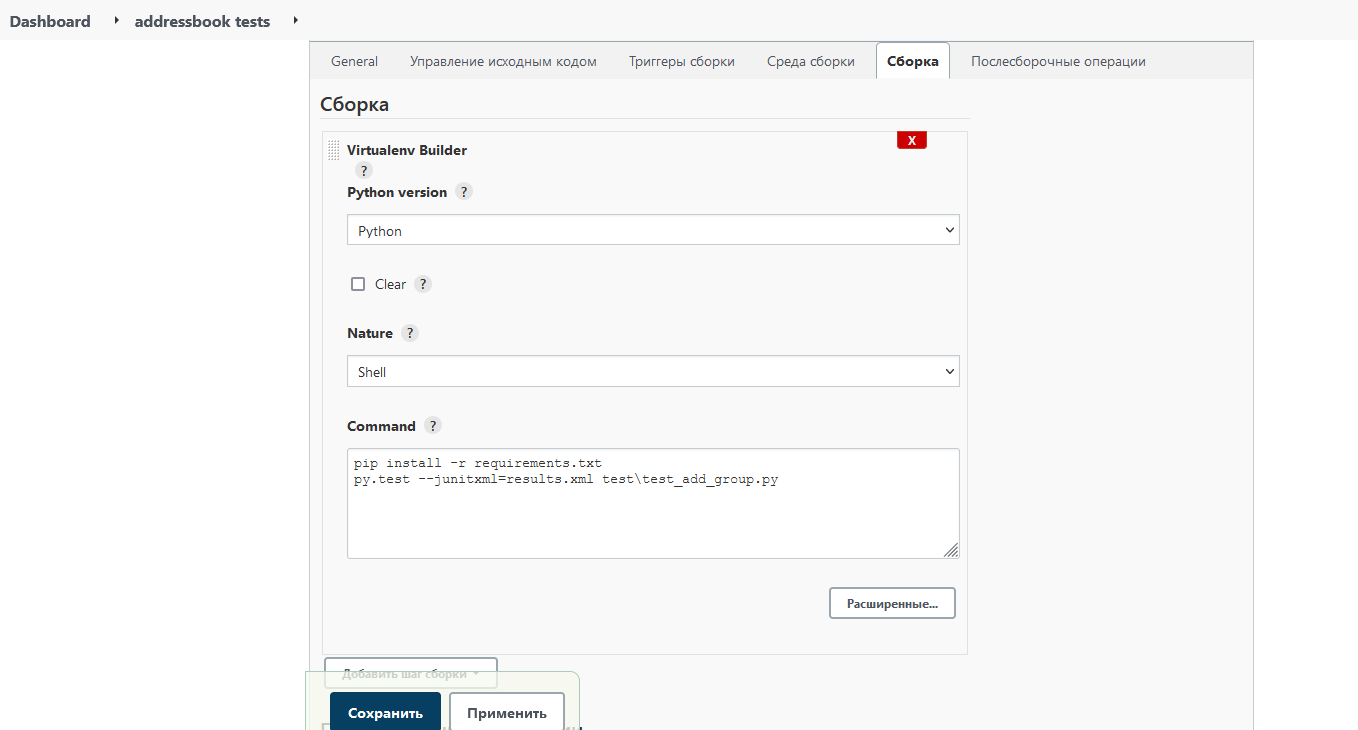 Dashboard addressbook tests
General Управление исходным кодом Триггеры сборки Среда сборки Сборка Послесборочные операции
Сборка
X
Virtualenv Builder
?
Python version ?
Python
Clear ?
Nature ?
Shell
Command ?
pip install -r requirements.txt
py.test --junitxml=results.xml test\test_add_group.py
Расширенные...
Добавить шаг сборки
Сохранить Применить